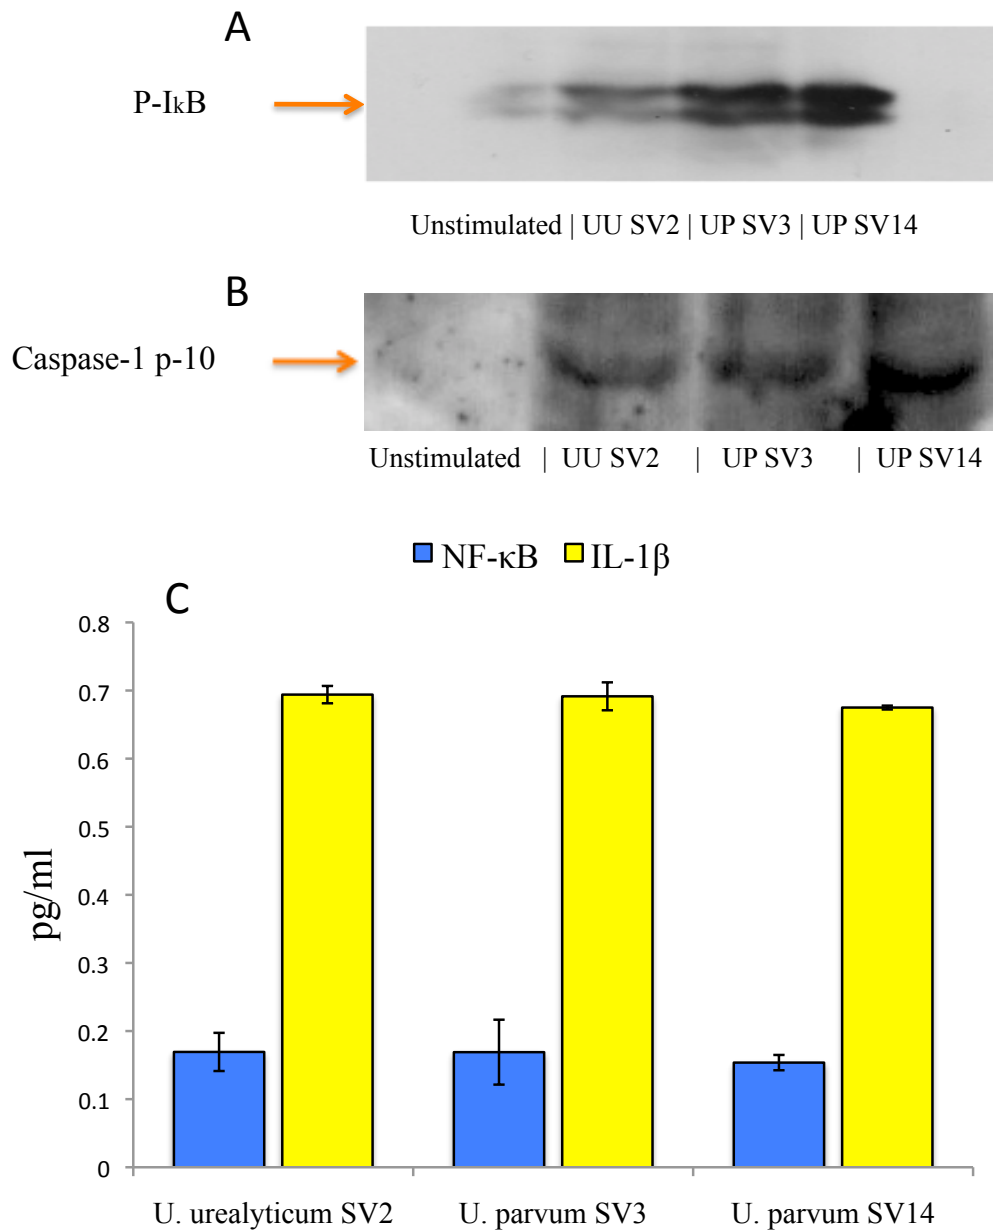 A
P-IkB
Unstimulated | UU SV2 | UP SV3 | UP SV14
B
Caspase-1 p-10
Unstimulated | UU SV2 | UP SV3 | UP SV14
NF-κB IL-1β
C
0.8
0.7
0.6
0.5
0.4
0.3
0.2
0.1
0
pg/ml
U. urealyticum SV2 U. parvum SV3 U. parvum SV14